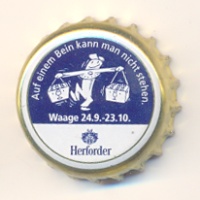 Auf einem Bein kann man nicht stehen.
Waage 24.9.-23.10.
Herforder